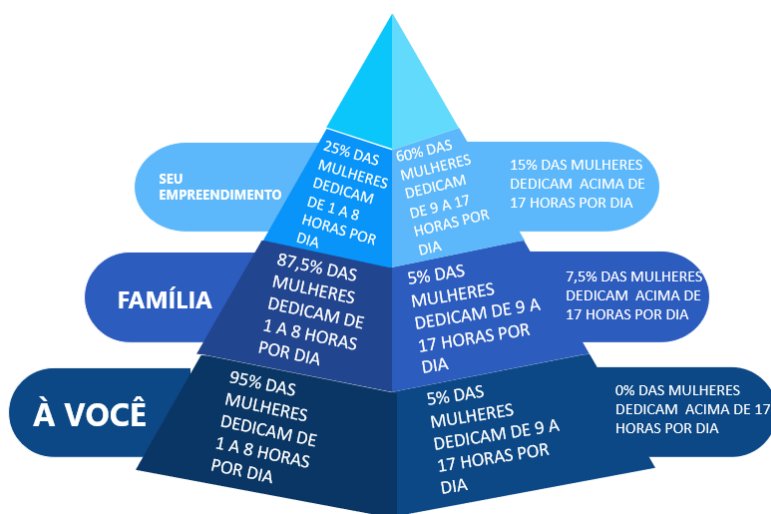 SEU
EMPREENDIMENTO
25% DAS
MULHERES
DEDICAM
DE 1 A 8
HORAS POR
DIA
60% DAS
MULHERES
DEDICAM
DE 9 A 17
HORAS POR
DIA
15% DAS MULHERES
DEDICAM ACIMA DE
17 HORAS POR DIA
FAMÍLIA
87,5% DAS
MULHERES
DEDICAM DE
1 A 8 HORAS
POR DIA
5% DAS
MULHERES
DEDICAM DE 9 A
17 HORAS POR
DIA
7,5% DAS MULHERES
DEDICAM ACIMA DE
17 HORAS POR DIA
À VOCÊ
95% DAS
MULHERES
DEDICAM DE
1 A 8 HORAS
POR DIA
5% DAS
MULHERES
DEDICAM DE 9 A
17 HORAS POR
DIA
0% DAS MULHERES
DEDICAM ACIMA DE 17
HORAS POR DIA